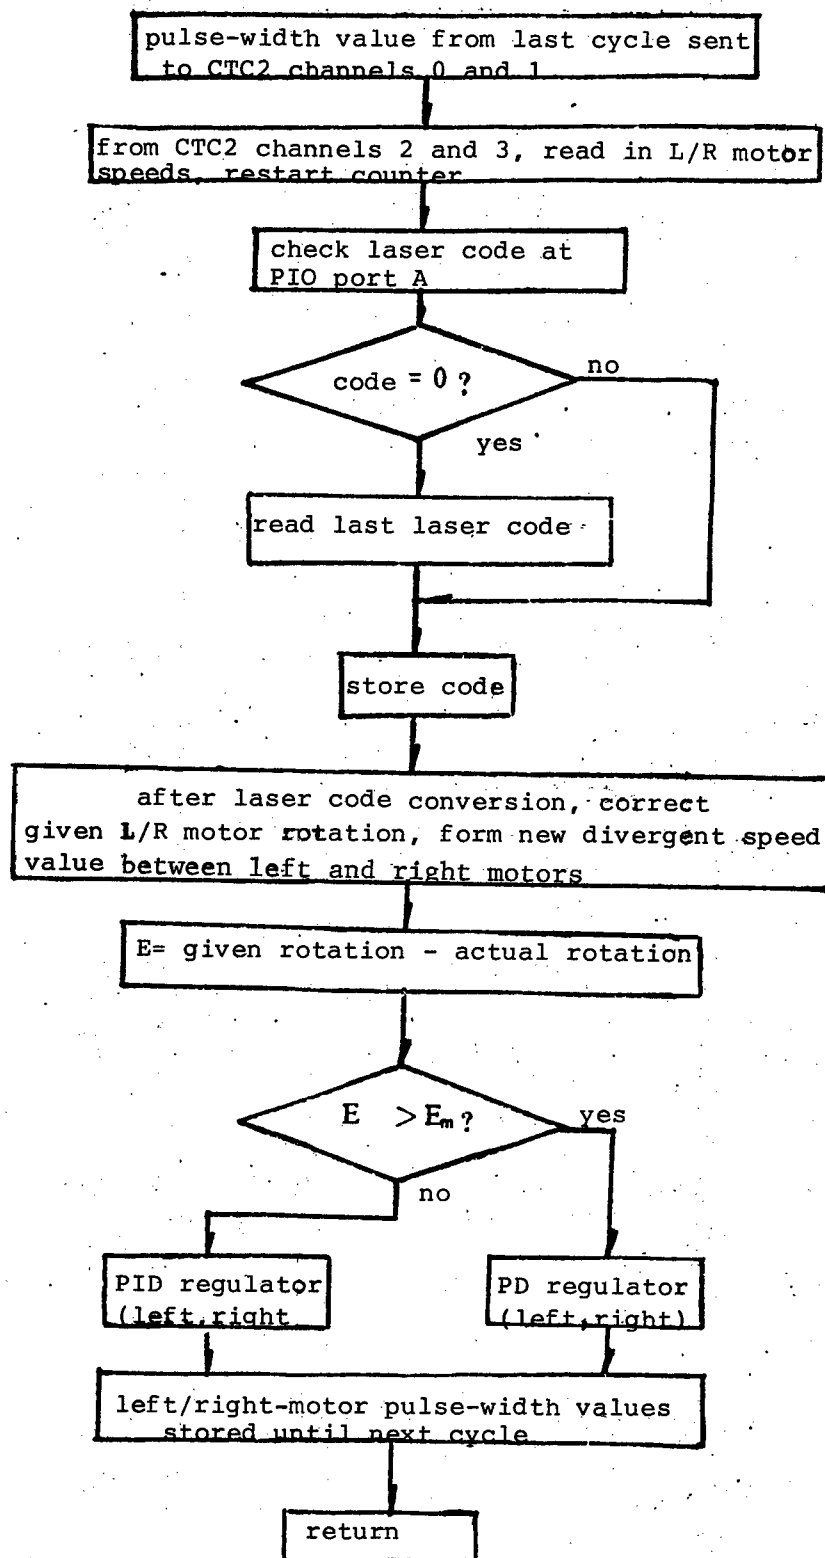 pulse-width value from last cycle sent
to CTC2 channels 0 and 1
from CTC2 channels 2 and 3, read in L/R motor
speeds, restart counter
check laser code at
PIO port A
code = 0 ?
no
yes
read last laser code
store code
after laser code conversion, correct
given L/R motor rotation, form new divergent speed
value between left and right motors
E= given rotation - actual rotation
E > Em ?
yes
no
PID regulator
(left,right
PD regulator
(left,right)
left/right-motor pulse-width values
stored until next cycle
return